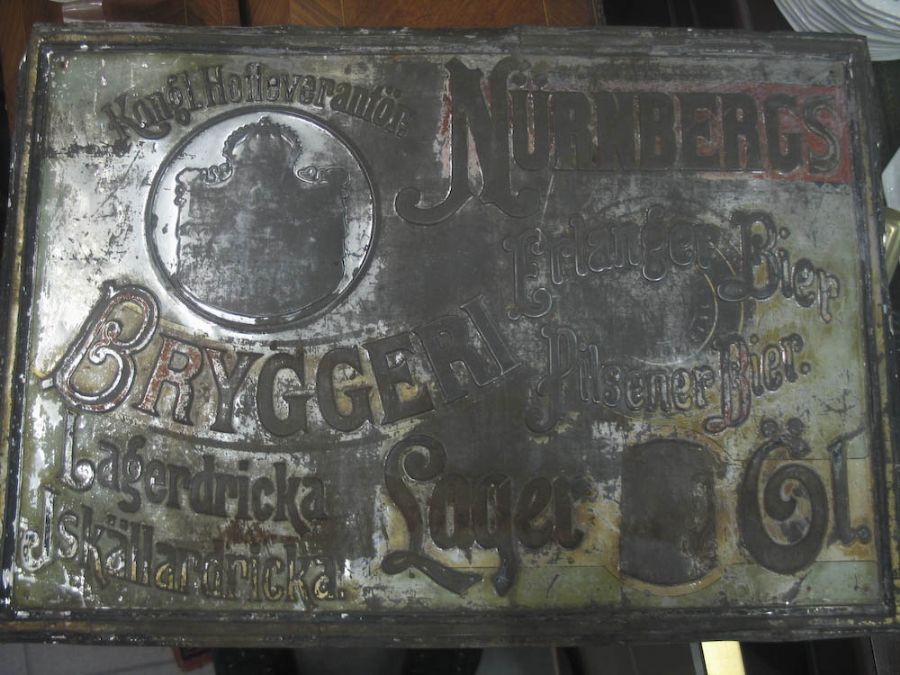 Kongl. Hofleverantör.
NÜRNBERGS
BRYGGERI
Erlanger Bier
Pilsener Bier.
Lagerdricka
Iskällardricka.
Lager Öl.